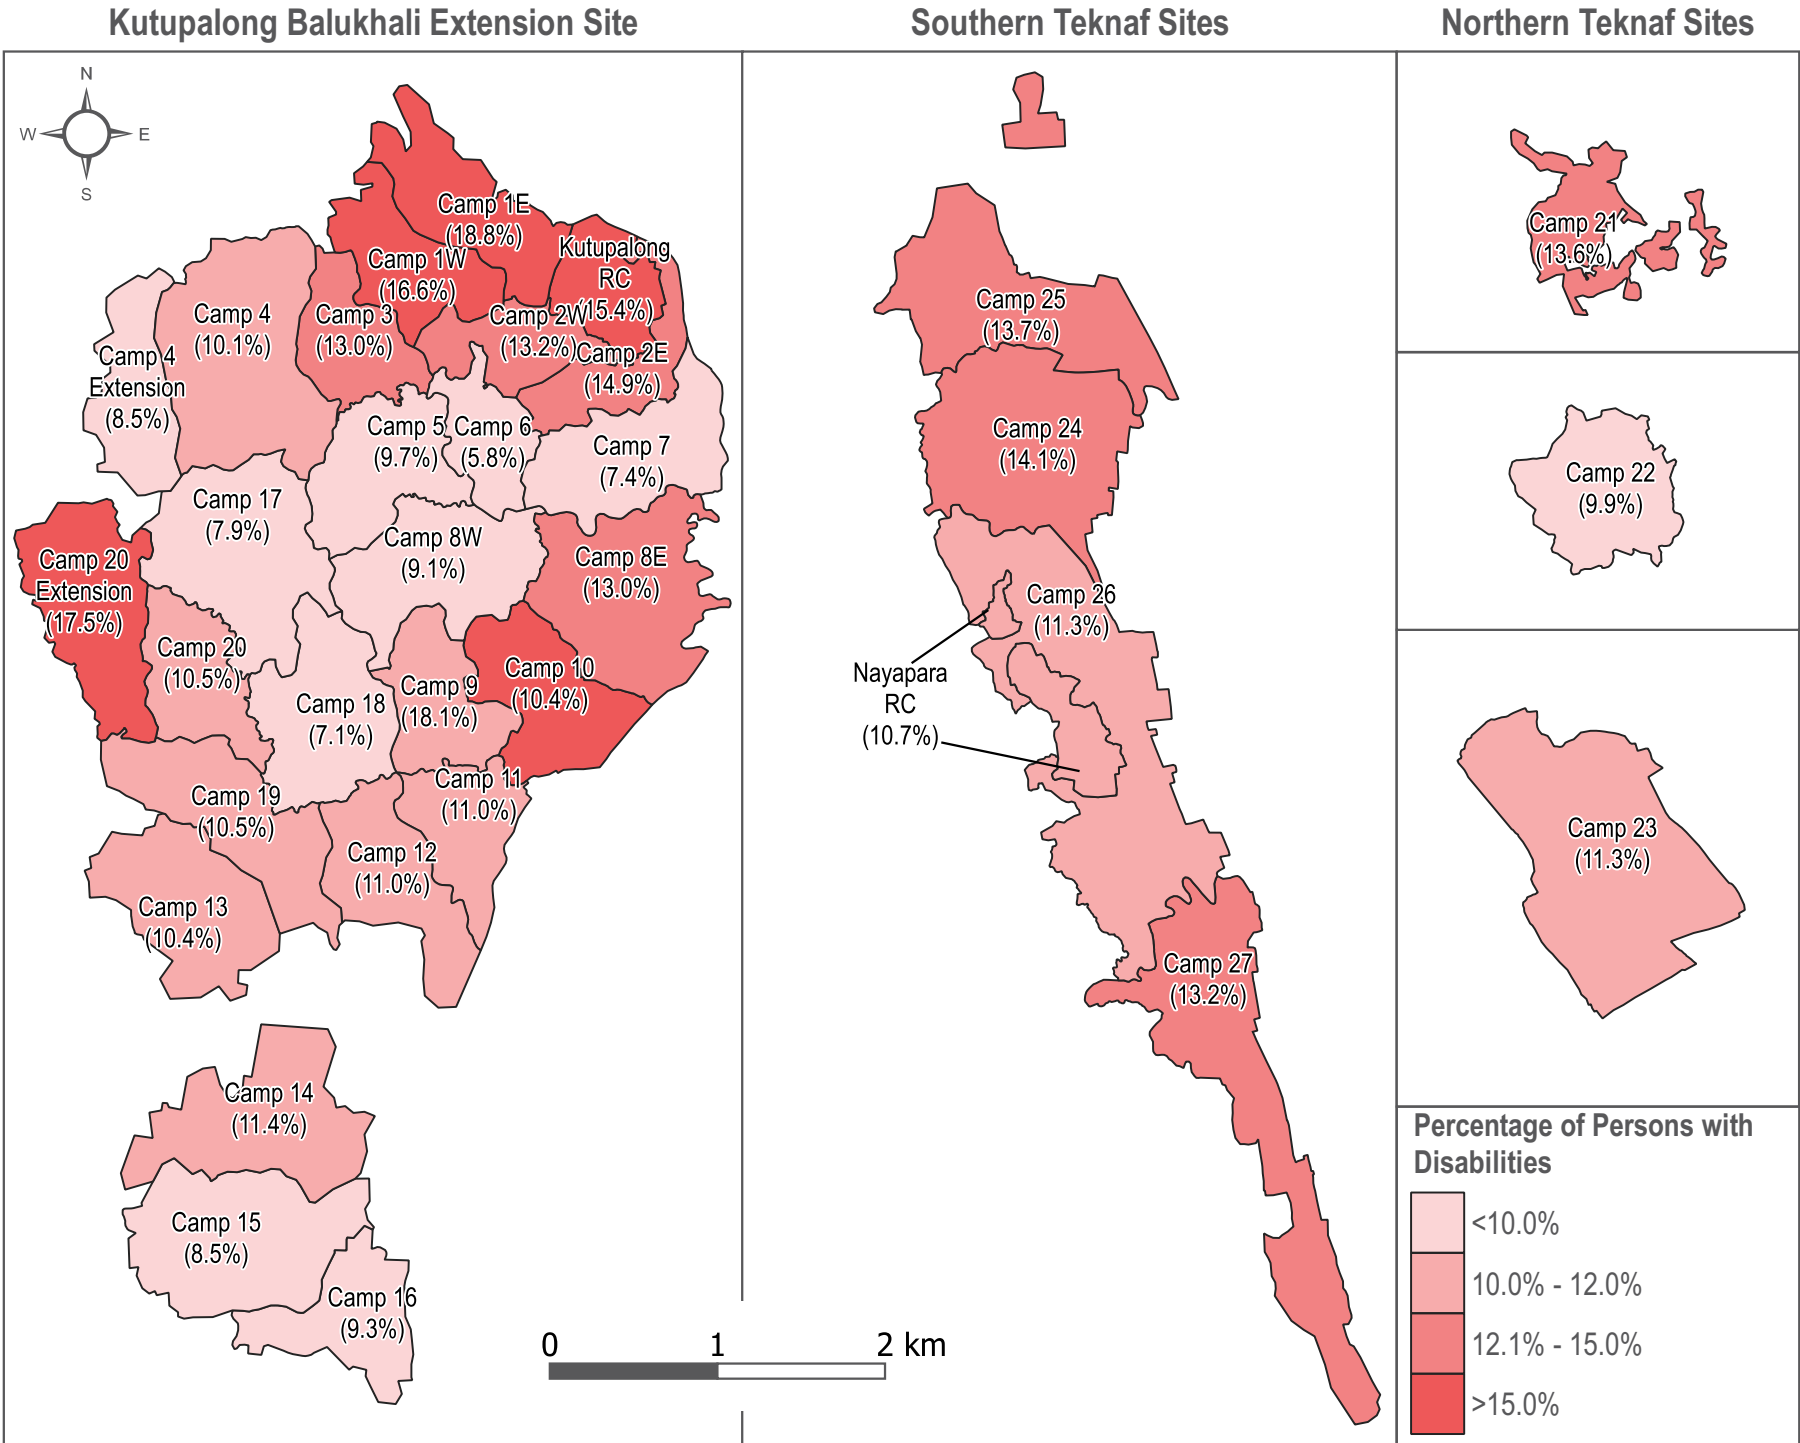 Kutupalong Balukhali Extension Site
Southern Teknaf Sites
Northern Teknaf Sites
N
W
E
S
Camp 1E
(18.8%)
Camp 1W
(16.6%)
Kutupalong
RC
(15.4%)
Camp 4
(10.1%)
Camp 3
(13.0%)
Camp 2W
(13.2%)
Camp 2E
(14.9%)
Camp 4
Extension
(8.5%)
Camp 5
(9.7%)
Camp 6
(5.8%)
Camp 7
(7.4%)
Camp 17
(7.9%)
Camp 8W
(9.1%)
Camp 8E
(13.0%)
Camp 20
Extension
(17.5%)
Camp 20
(10.5%)
Camp 18
(7.1%)
Camp 9
(18.1%)
Camp 10
(10.4%)
Camp 11
(11.0%)
Camp 19
(10.5%)
Camp 12
(11.0%)
Camp 13
(10.4%)
Camp 14
(11.4%)
Camp 15
(8.5%)
Camp 16
(9.3%)
0 1 2 km
Camp 25
(13.7%)
Camp 24
(14.1%)
Camp 26
(11.3%)
Nayapara
RC
(10.7%)
Camp 27
(13.2%)
Camp 21
(13.6%)
Camp 22
(9.9%)
Camp 23
(11.3%)
Percentage of Persons with
Disabilities
<10.0%
10.0% - 12.0%
12.1% - 15.0%
>15.0%